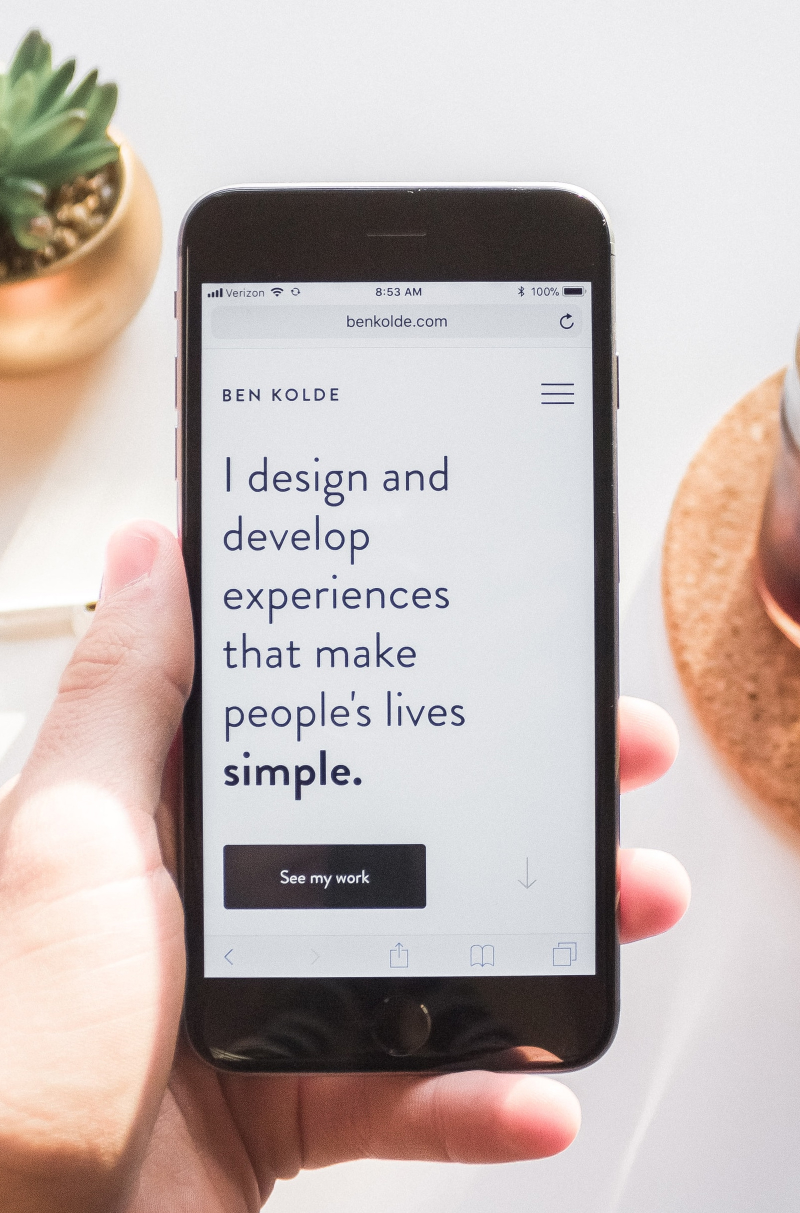 Verizon 8:53 AM 100%
benkolde.com
BEN KOLDE
I design and
develop
experiences
that make
people's lives
simple.
See my work